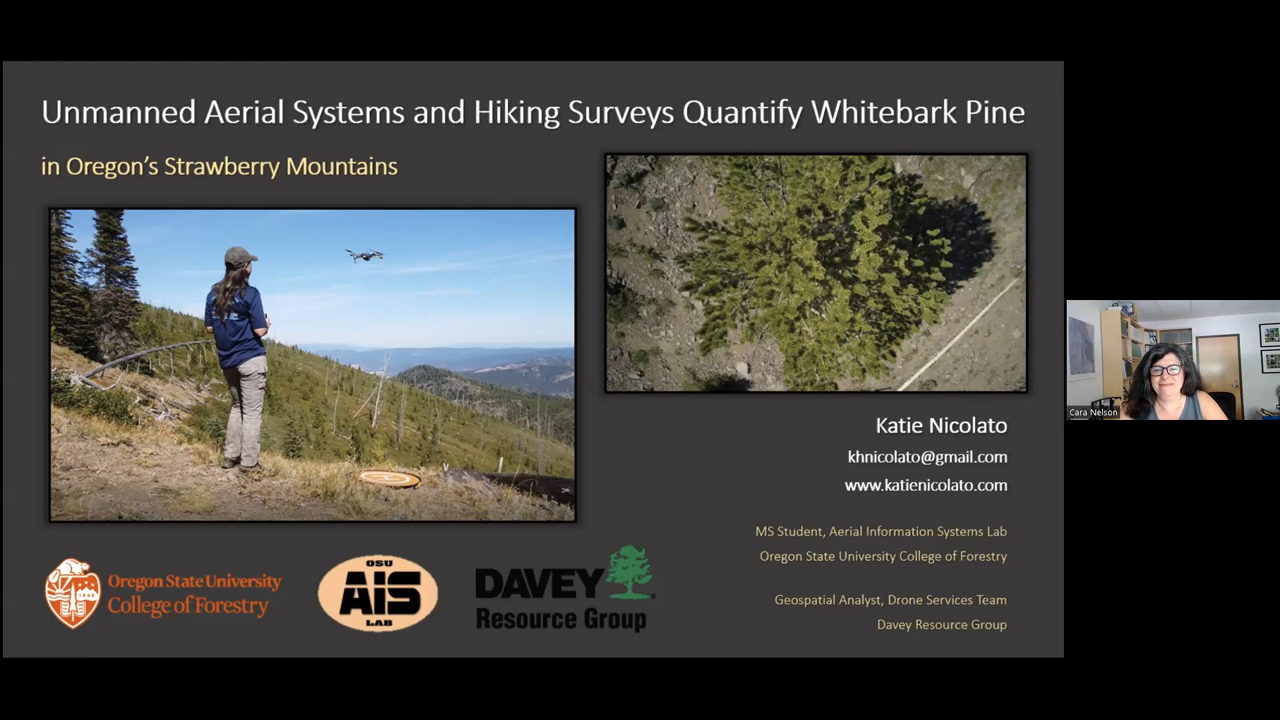 Unmanned Aerial Systems and Hiking Surveys Quantify Whitebark Pine
in Oregon's Strawberry Mountains
Katie Nicolato
khnicolato@gmail.com
www.katienicolato.com
MS Student, Aerial Information Systems Lab
Oregon State University College of Forestry
Geospatial Analyst, Drone Services Team
Davey Resource Group
Oregon State University
College of Forestry
OSU
AIS
LAB
DAVEY
Resource Group
Cara Nelson